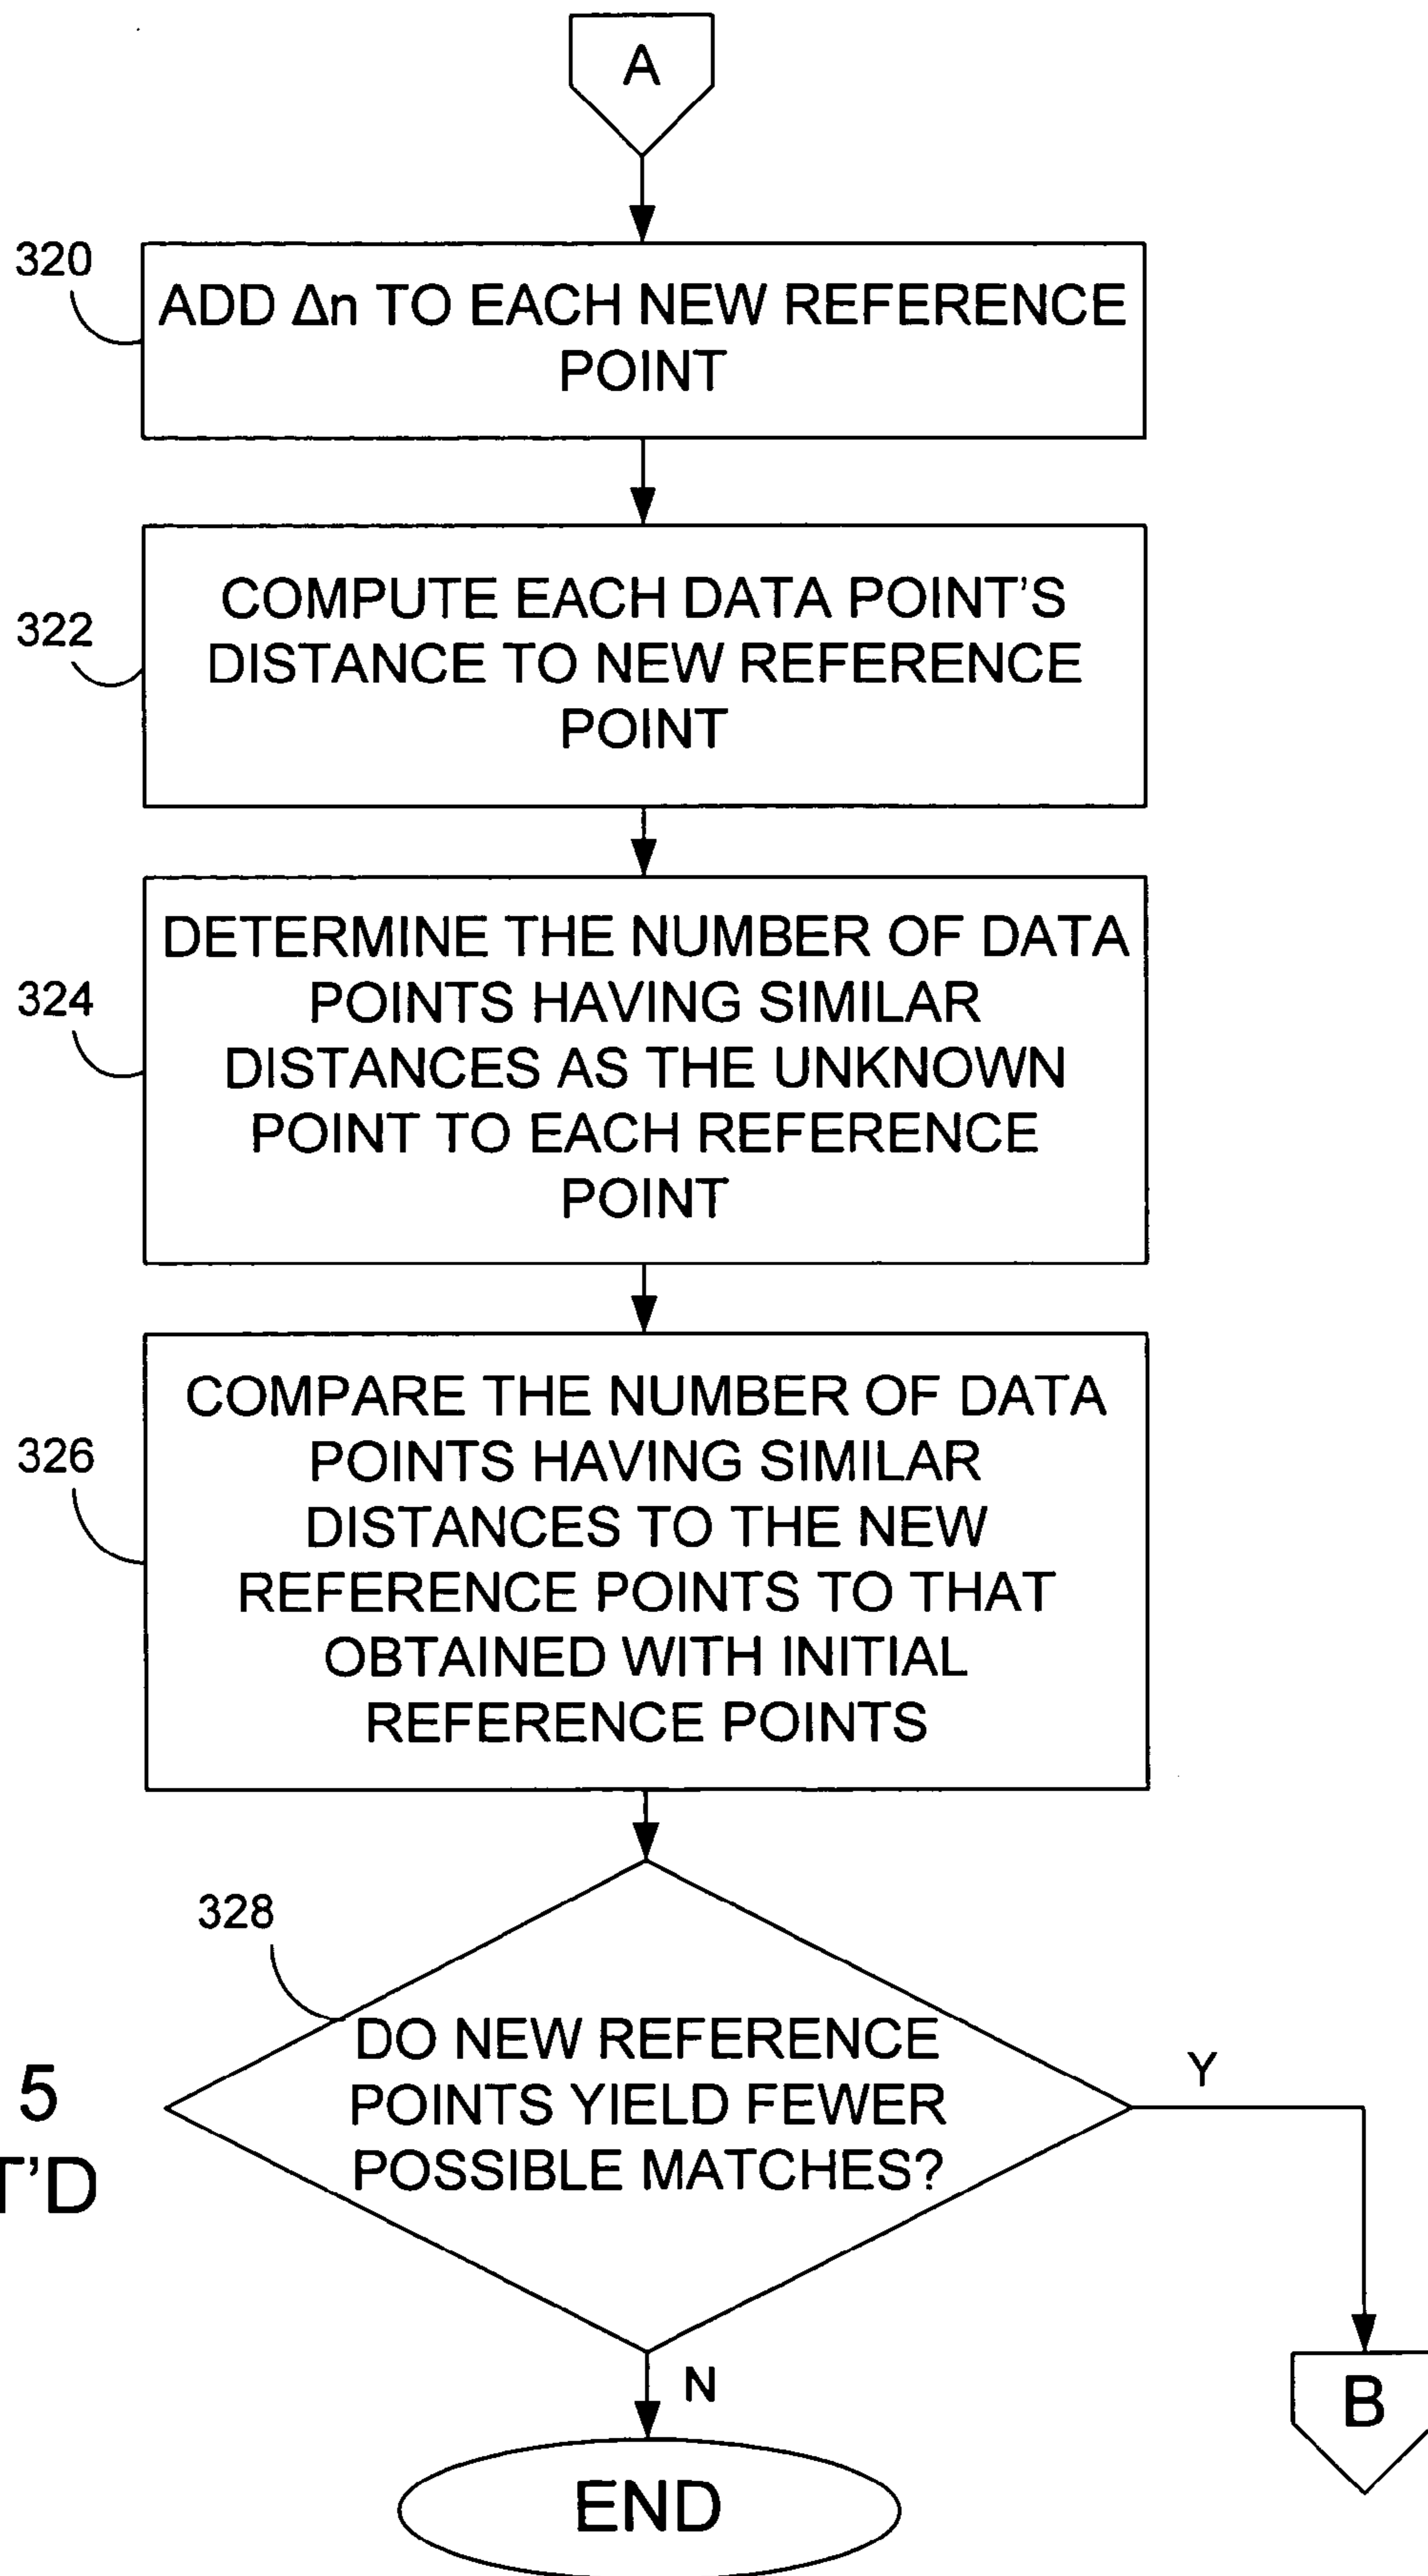 A
320
ADD Δn TO EACH NEW REFERENCE
POINT
322
COMPUTE EACH DATA POINT'S
DISTANCE TO NEW REFERENCE
POINT
324
DETERMINE THE NUMBER OF DATA
POINTS HAVING SIMILAR
DISTANCES AS THE UNKNOWN
POINT TO EACH REFERENCE
POINT
326
COMPARE THE NUMBER OF DATA
POINTS HAVING SIMILAR
DISTANCES TO THE NEW
REFERENCE POINTS TO THAT
OBTAINED WITH INITIAL
REFERENCE POINTS
328
DO NEW REFERENCE
POINTS YIELD FEWER
POSSIBLE MATCHES?
Y
5
T'D
N
B
END